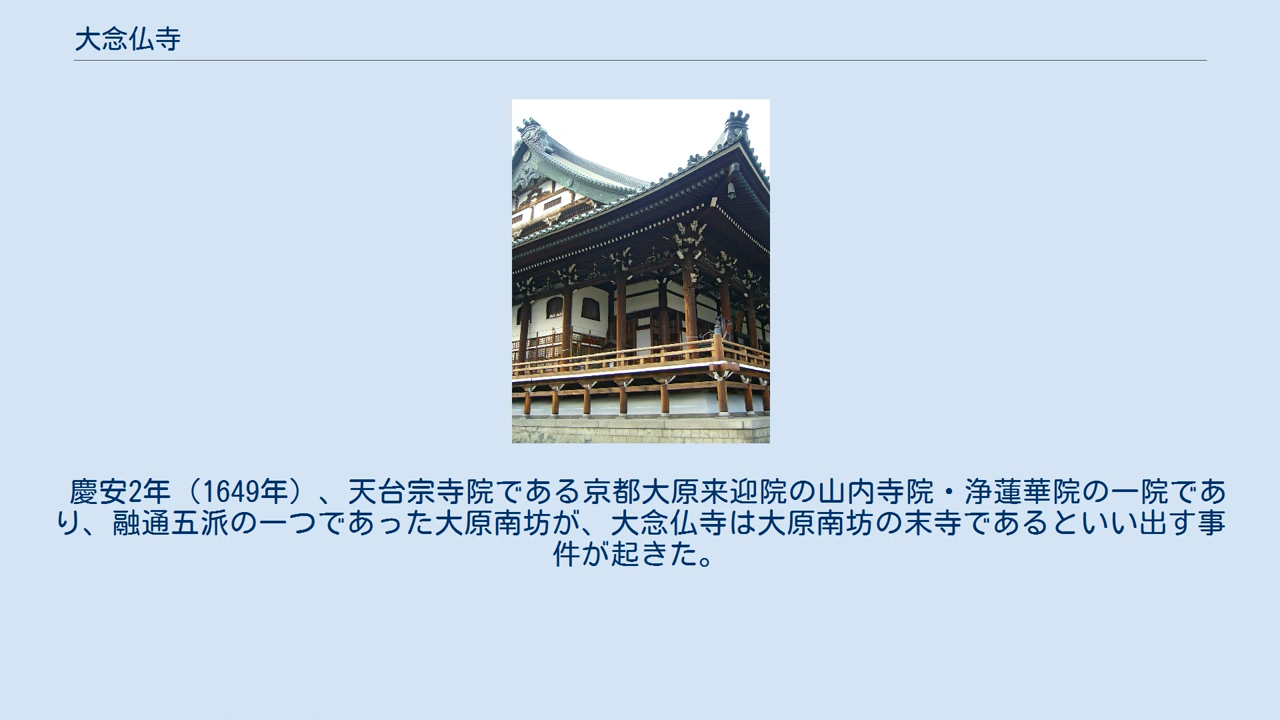 大念仏寺
慶安2年（1649年）、天台宗寺院である京都大原来迎院の山内寺院・浄蓮華院の一院であ
り、融通五派の一つであった大原南坊が、大念仏寺は大原南坊の末寺であるといい出す事
件が起きた。